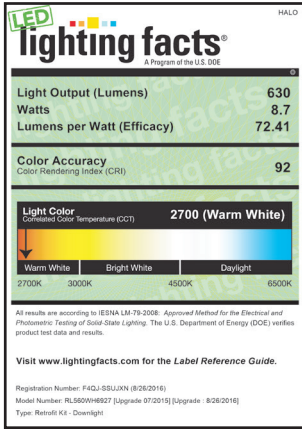 HALO
LED
lighting facts®
A Program of the U.S. DOE
Light Output (Lumens) 630
Watts 8.7
Lumens per Watt (Efficacy) 72.41
Color Accuracy 92
Color Rendering Index (CRI)
Light Color 2700 (Warm White)
Correlated Color Temperature (CCT)
Warm White Bright White Daylight
2700K 3000K 4500K 6500K
All results are according to IESNA LM-79-2008: Approved Method for the Electrical and
Photometric Testing of Solid-State Lighting. The U.S. Department of Energy (DOE) verifies
product test data and results.
Visit www.lightingfacts.com for the Label Reference Guide.
Registration Number: F4QJ-SSUJXN (8/26/2016)
Model Number: RL560WH6927 [Upgrade 07/2015] [Upgrade : 8/26/2016]
Type: Retrofit Kit - Downlight